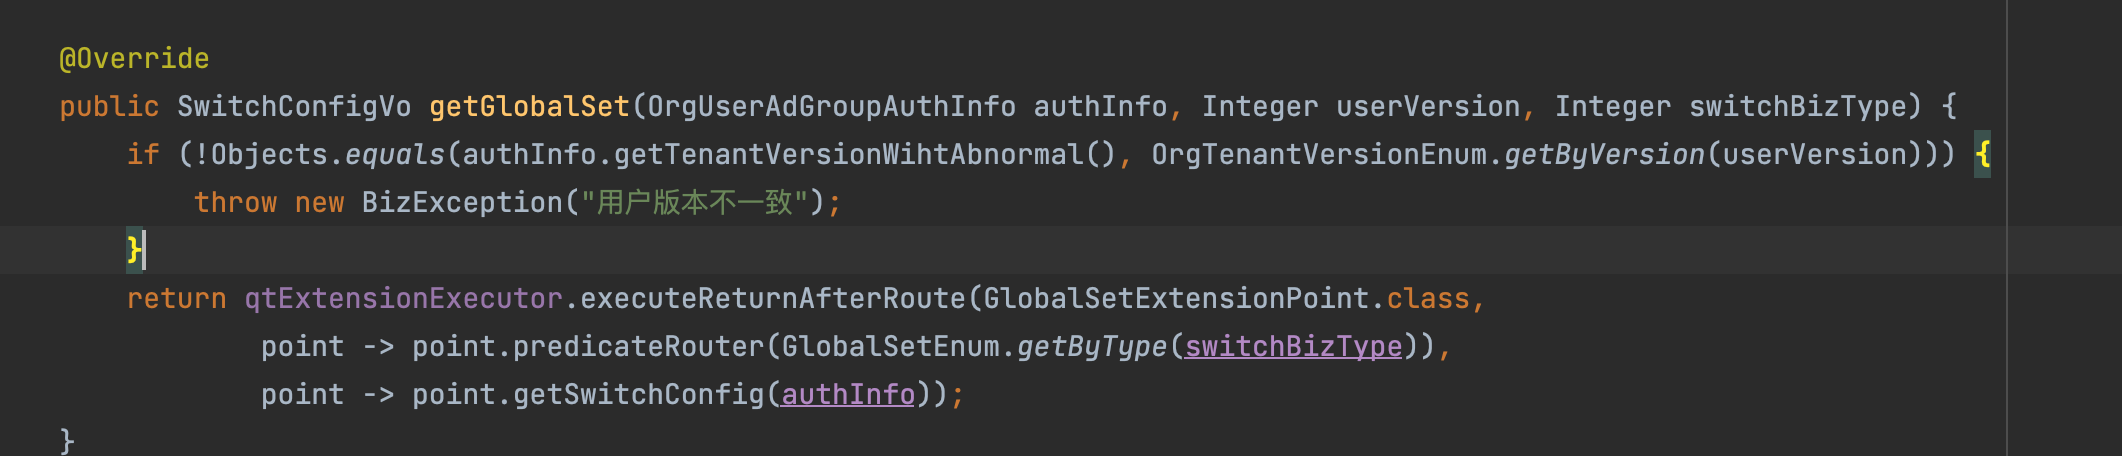 @Override
public SwitchConfigVo getGlobalSet(OrgUserAdGroupAuthInfo authInfo, Integer userVersion, Integer switchBizType) {
if (!Objects.equals(authInfo.getTenantVersionWihtAbnormal(), OrgTenantVersionEnum.getByVersion(userVersion))) {
throw new BizException("用户版本不一致");
}
return qtExtensionExecutor.executeReturnAfterRoute(GlobalSetExtensionPoint.class,
point -> point.predicateRouter(GlobalSetEnum.getByType(switchBizType)),
point -> point.getSwitchConfig(authInfo));
}